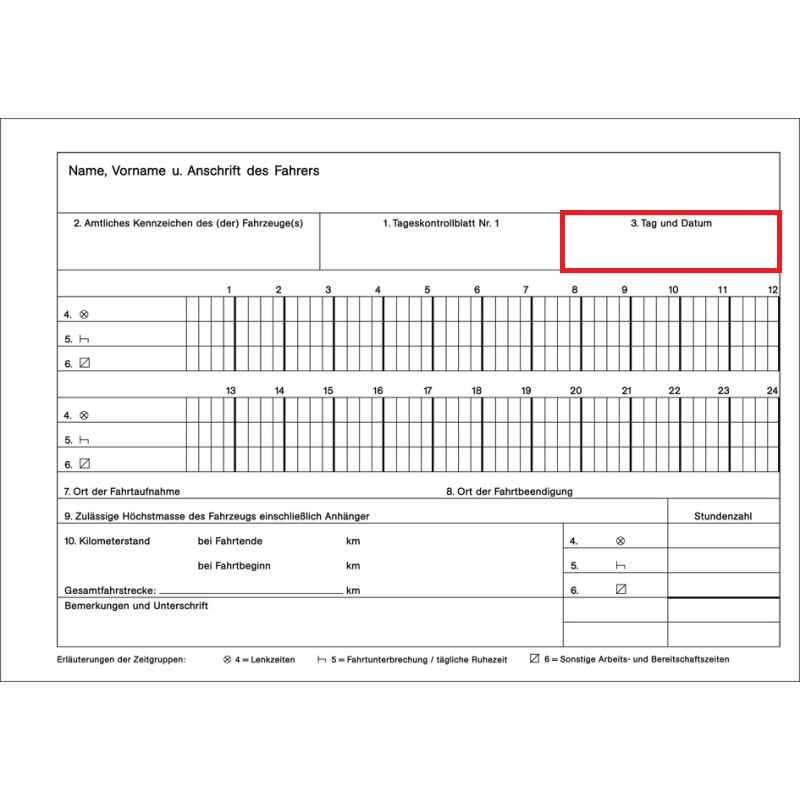 Name, Vorname u. Anschrift des Fahrers
2. Amtliches Kennzeichen des (der) Fahrzeuge(s)
1. Tageskontrollblatt Nr. 1
3. Tag und Datum
1 2 3 4 5 6 7 8 9 10 11 12
4. ⊗
5.
6.
13 14 15 16 17 18 19 20 21 22 23 24
4. ⊗
5.
6.
7. Ort der Fahrtaufnahme
8. Ort der Fahrtbeendigung
9. Zulässige Höchstmasse des Fahrzeugs einschließlich Anhänger
Stundenzahl
10. Kilometerstand bei Fahrtende km
4. ⊗
bei Fahrtbeginn km
5.
Gesamtfahrstrecke: km
6.
Bemerkungen und Unterschrift
Erläuterungen der Zeitgruppen: ⊗ 4 = Lenkzeiten 5 = Fahrtunterbrechung / tägliche Ruhezeit 6 = Sonstige Arbeits- und Bereitschaftszeiten